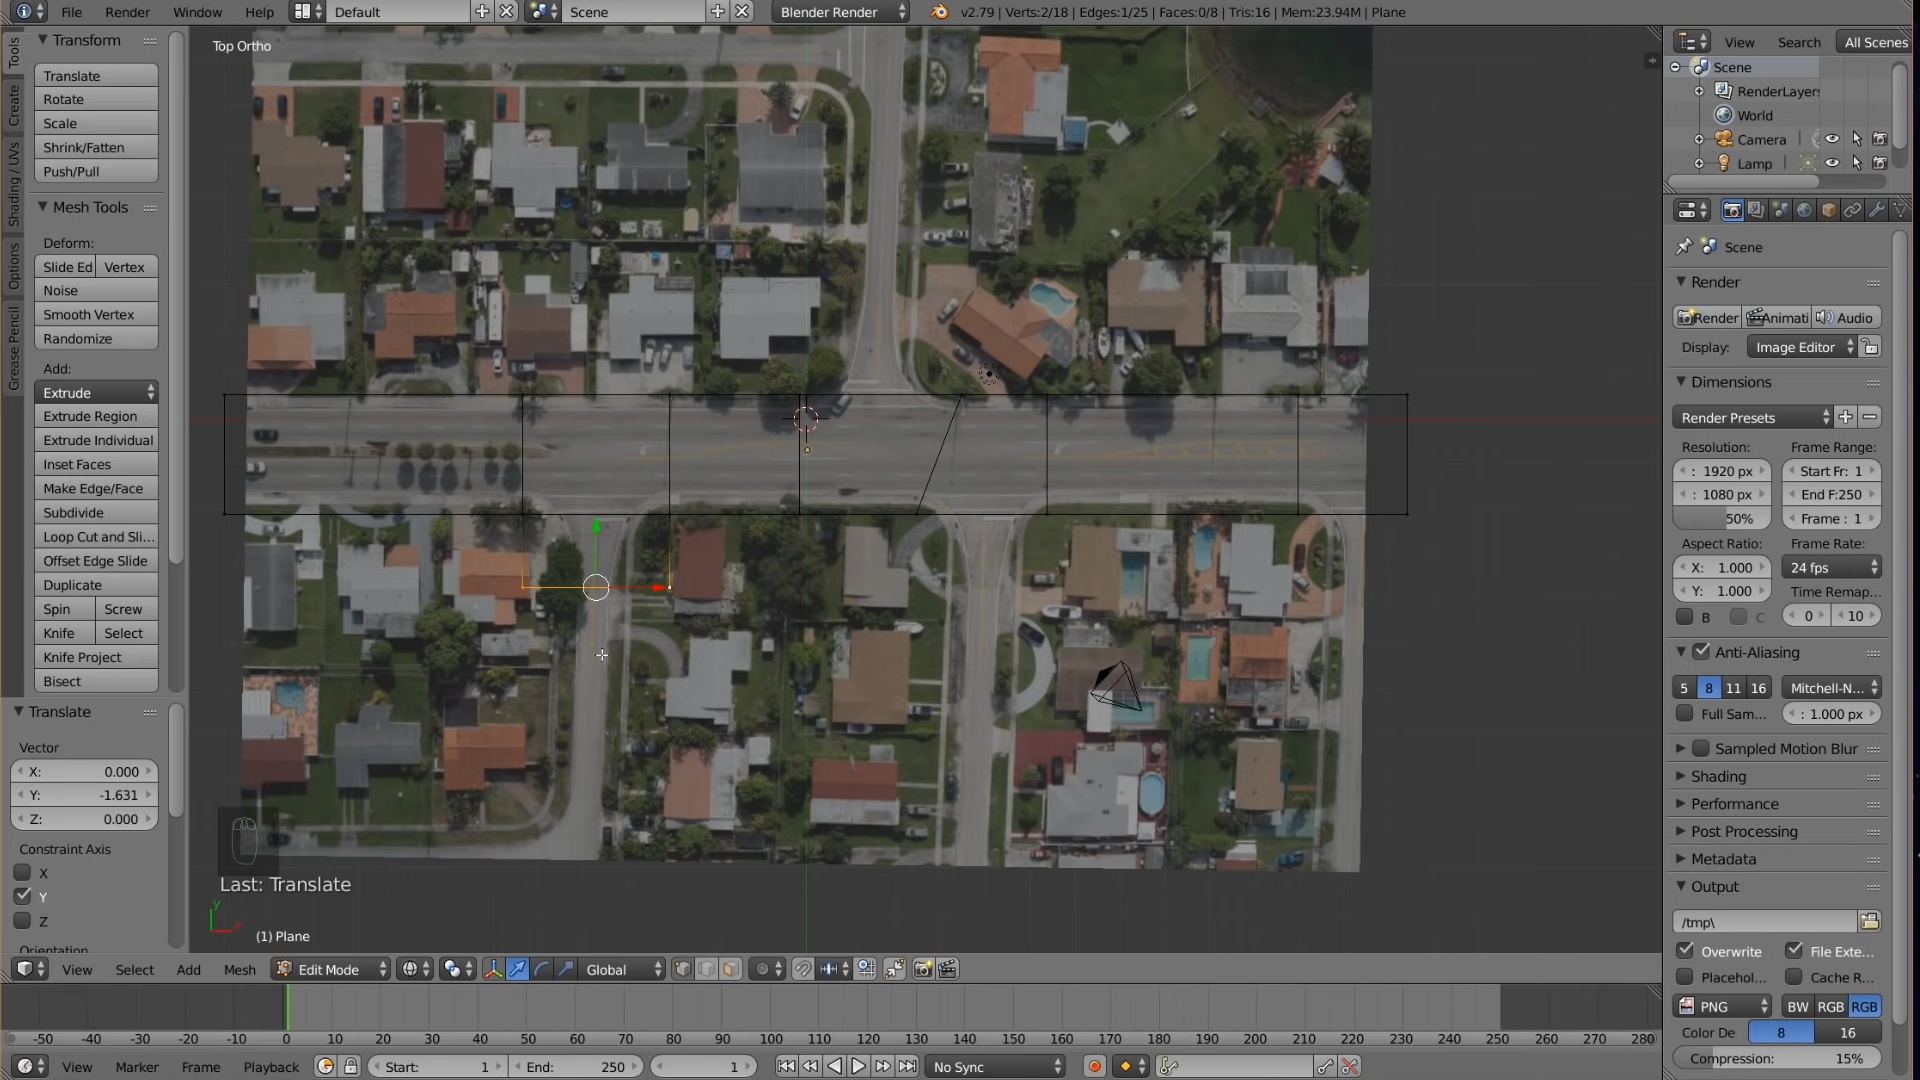 File Render Window Help Default Scene Blender Render v2.79 | Verts:2/18 | Edges:1/25 | Faces:0/8 | Tris:16 | Mem:23.94M | Plane
Tools
Create
Shading / UVs
Options
Grease Pencil
Transform
Translate
Rotate
Scale
Shrink/Fatten
Push/Pull
Mesh Tools
Deform:
Slide Ed Vertex
Noise
Smooth Vertex
Randomize
Add:
Extrude
Extrude Region
Extrude Individual
Inset Faces
Make Edge/Face
Subdivide
Loop Cut and Sli...
Offset Edge Slide
Duplicate
Spin Screw
Knife Select
Knife Project
Bisect
Translate
Vector
X: 0.000
Y: -1.631
Z: 0.000
Constraint Axis
X
Y
Z
Orientation
Top Ortho
Last: Translate
y
x
(1) Plane
View Select Add Mesh Edit Mode Global
-50 -40 -30 -20 -10 0 10 20 30 40 50 60 70 80 90 100 110 120 130 140 150 160 170 180 190 200 210 220 230 240 250 260 270 280
View Marker Frame Playback Start: 1 End: 250 1 No Sync
View Search All Scenes
Scene
RenderLayers
World
Camera
Lamp
Scene
Render
Render Animati Audio
Display: Image Editor
Dimensions
Render Presets
Resolution: Frame Range:
: 1920 px Start Fr: 1
: 1080 px End F:250
50% Frame : 1
Aspect Ratio: Frame Rate:
X: 1.000 24 fps
Y: 1.000 Time Remap...
B C 0 10
Anti-Aliasing
5 8 11 16 Mitchell-N...
Full Sam... : 1.000 px
Sampled Motion Blur
Shading
Performance
Post Processing
Metadata
Output
/tmp\
Overwrite File Exte...
Placehol... Cache R...
PNG BW RGB RGB
Color De 8 16
Compression: 15%